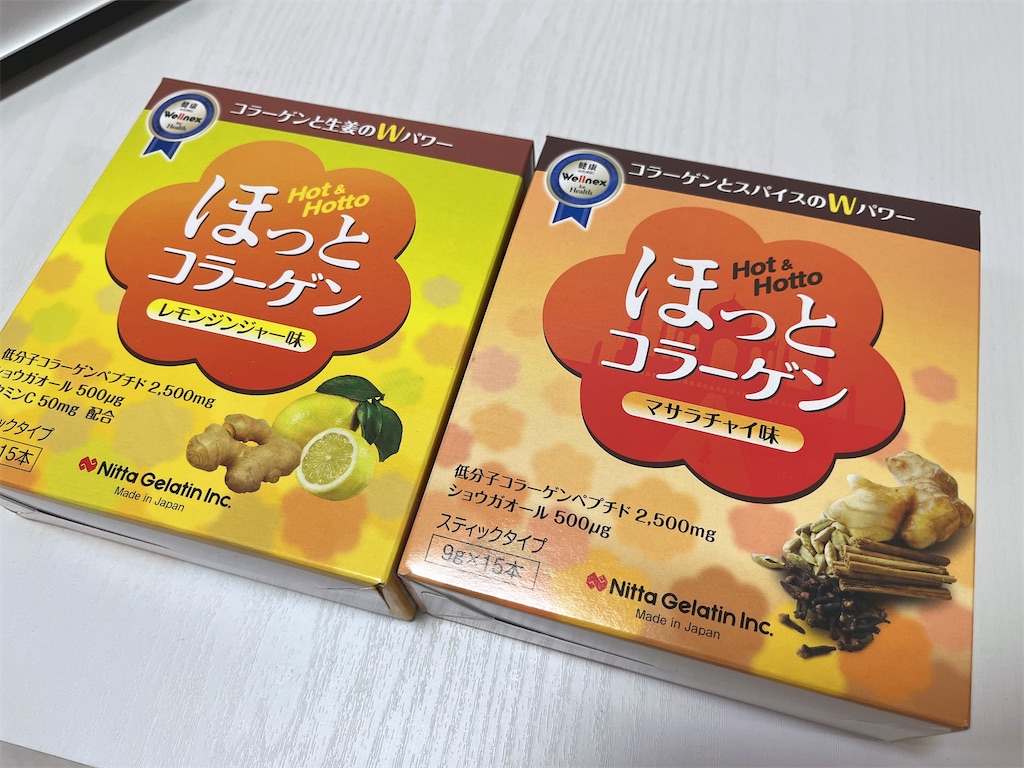 健康
Wellnex
for
Health
コラーゲンと生姜のWパワー
Hot &
Hotto
ほっと
コラーゲン
レモンジンジャー味
低分子コラーゲンペプチド 2,500mg
ショウガオール 500μg
タミンC 50mg 配合
ックタイプ
15本
Nitta Gelatin Inc.
Made in Japan
健康
Wellnex
for
Health
コラーゲンとスパイスのWパワー
Hot &
Hotto
ほっと
コラーゲン
マサラチャイ味
低分子コラーゲンペプチド 2,500mg
ショウガオール 500μg
スティックタイプ
9g×15本
Nitta Gelatin Inc.
Made in Japan